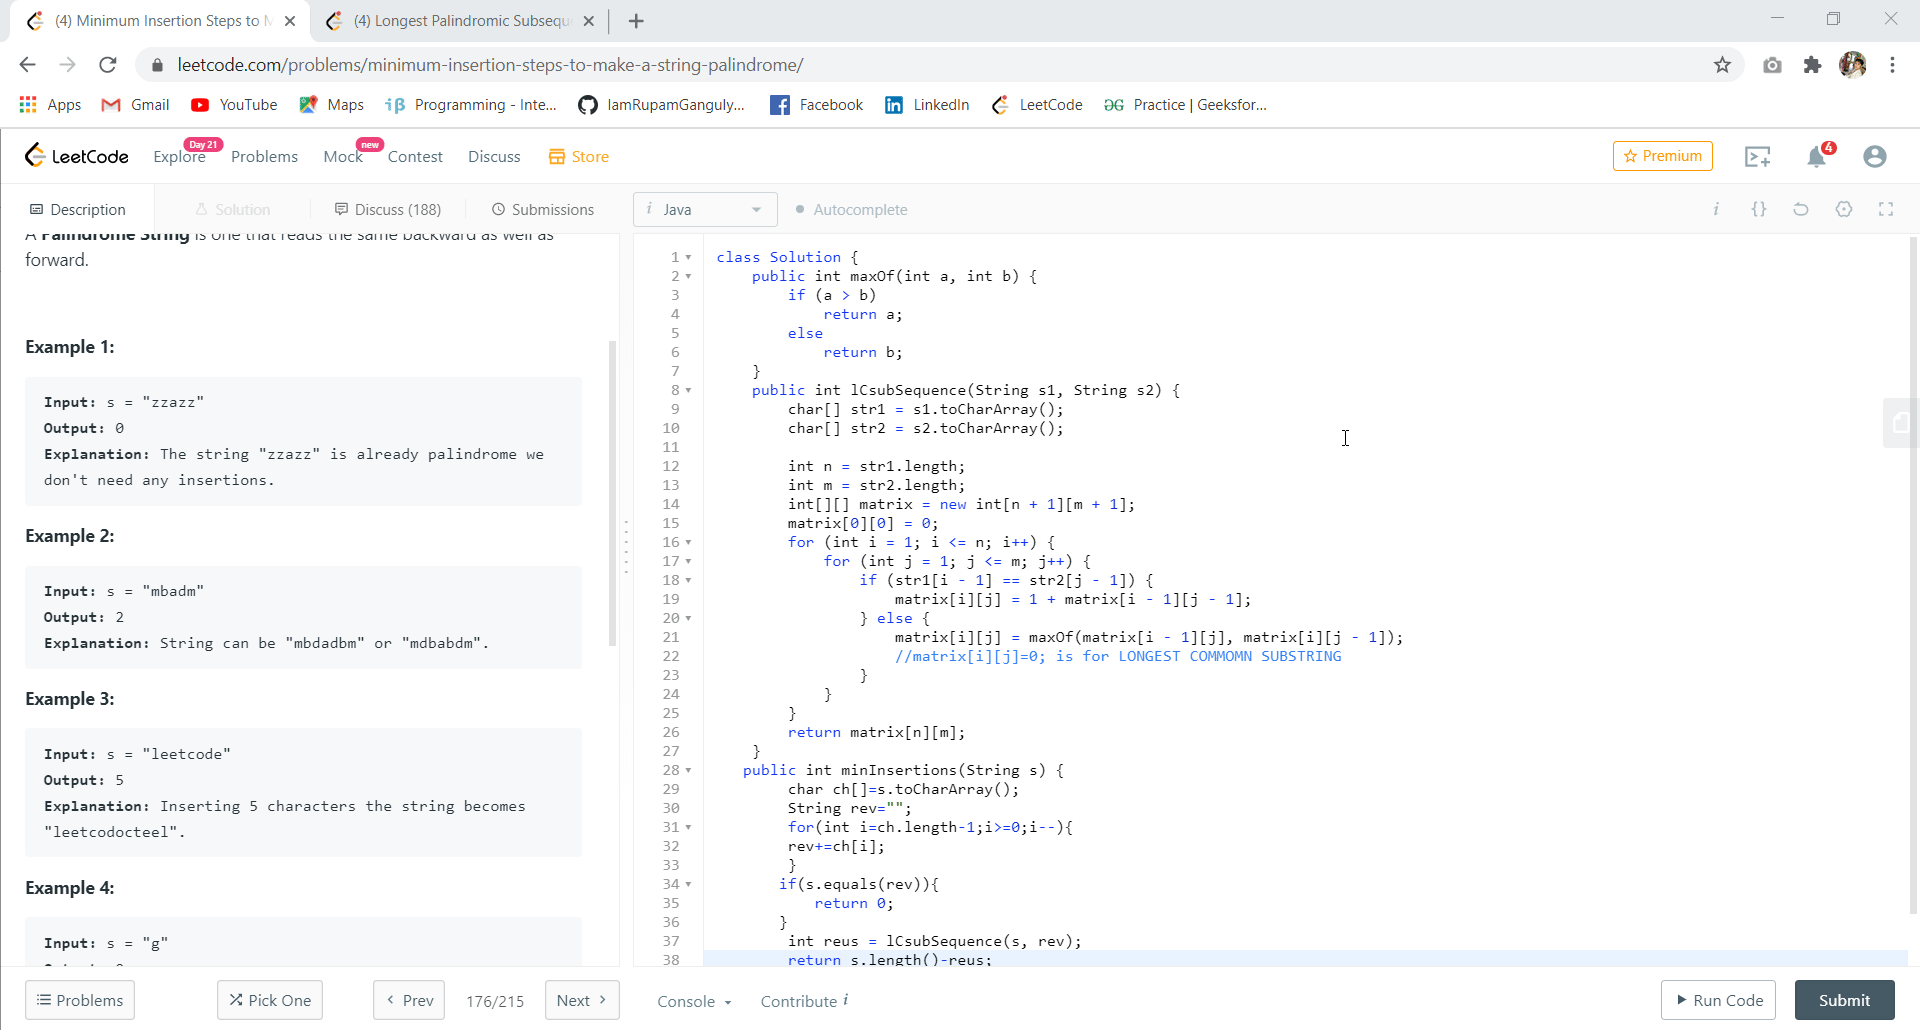 (4) Minimum Insertion Steps to M
(4) Longest Palindromic Subsequ
leetcode.com/problems/minimum-insertion-steps-to-make-a-string-palindrome/
Apps Gmail YouTube Maps Programming - Inte... IamRupamGanguly... Facebook LinkedIn LeetCode Practice | Geeksfor...
LeetCode Explore Day 21 Problems Mock new Contest Discuss Store Premium 4
Description Solution Discuss (188) Submissions i Java Autocomplete i {}
A Palindrome String is one that reads the same backward as well as
forward.
Example 1:
Input: s = "zzazz"
Output: 0
Explanation: The string "zzazz" is already palindrome we
don't need any insertions.
Example 2:
Input: s = "mbadm"
Output: 2
Explanation: String can be "mbdadbm" or "mdbabdm".
Example 3:
Input: s = "leetcode"
Output: 5
Explanation: Inserting 5 characters the string becomes
"leetcodocteel".
Example 4:
Input: s = "g"
1 class Solution {
2 public int maxOf(int a, int b) {
3 if (a > b)
4 return a;
5 else
6 return b;
7 }
8 public int lCsubSequence(String s1, String s2) {
9 char[] str1 = s1.toCharArray();
10 char[] str2 = s2.toCharArray();
11
12 int n = str1.length;
13 int m = str2.length;
14 int[][] matrix = new int[n + 1][m + 1];
15 matrix[0][0] = 0;
16 for (int i = 1; i <= n; i++) {
17 for (int j = 1; j <= m; j++) {
18 if (str1[i - 1] == str2[j - 1]) {
19 matrix[i][j] = 1 + matrix[i - 1][j - 1];
20 } else {
21 matrix[i][j] = maxOf(matrix[i - 1][j], matrix[i][j - 1]);
22 //matrix[i][j]=0; is for LONGEST COMMOMN SUBSTRING
23 }
24 }
25 }
26 return matrix[n][m];
27 }
28 public int minInsertions(String s) {
29 char ch[]=s.toCharArray();
30 String rev="";
31 for(int i=ch.length-1;i>=0;i--){
32 rev+=ch[i];
33 }
34 if(s.equals(rev)){
35 return 0;
36 }
37 int reus = lCsubSequence(s, rev);
38 return s.length()-reus;
Problems Pick One < Prev 176/215 Next > Console Contribute i Run Code Submit